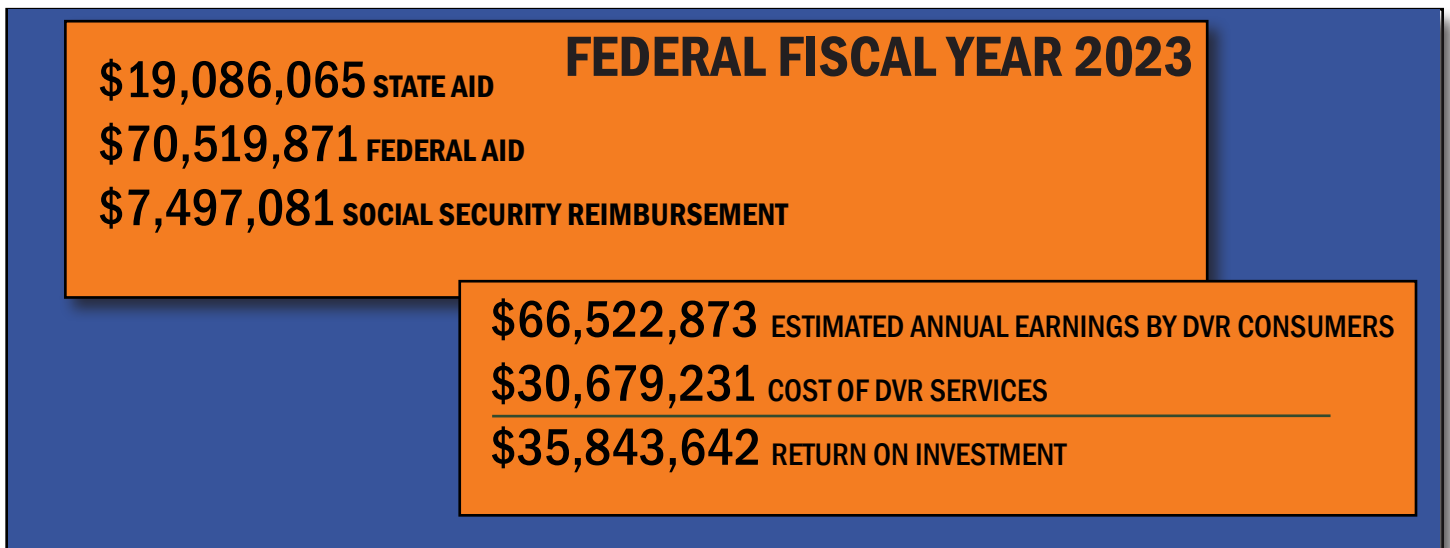 FEDERAL FISCAL YEAR 2023
$19,086,065 STATE AID
$70,519,871 FEDERAL AID
$7,497,081 SOCIAL SECURITY REIMBURSEMENT
$66,522,873 ESTIMATED ANNUAL EARNINGS BY DVR CONSUMERS
$30,679,231 COST OF DVR SERVICES
$35,843,642 RETURN ON INVESTMENT